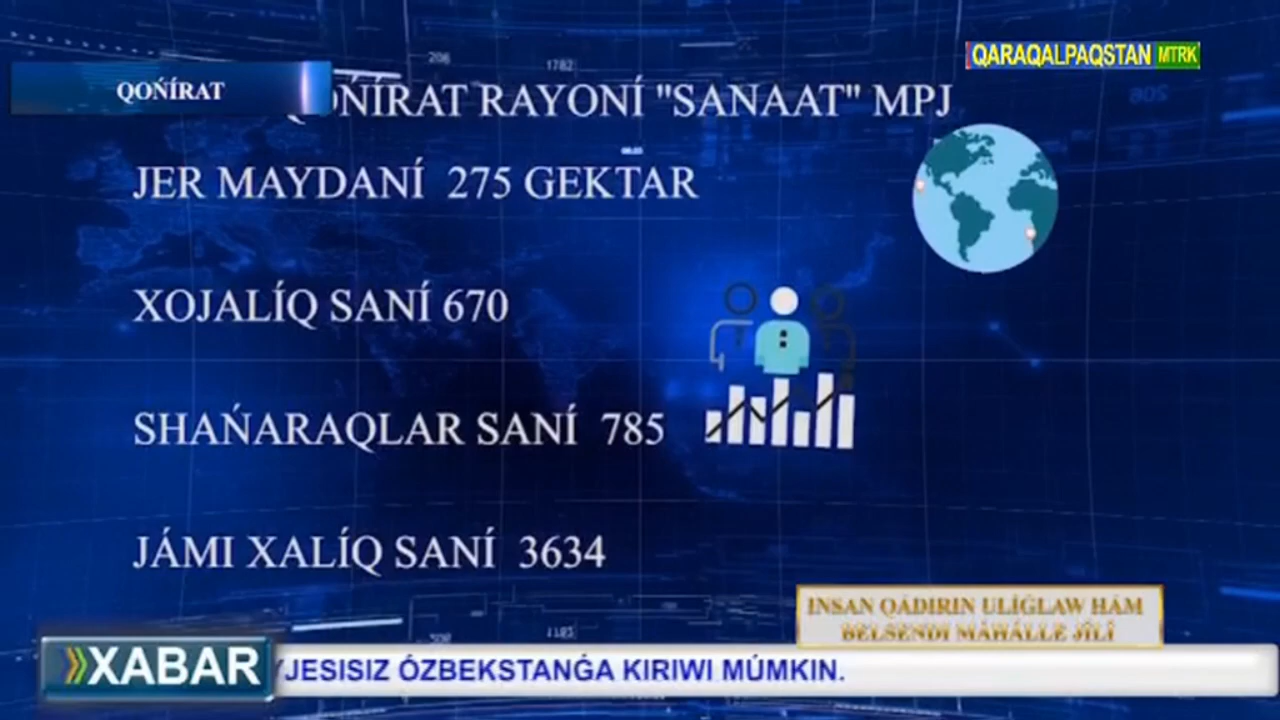 QARAQALPAQSTAN MTRK
QOŃÍRAT
QOŃÍRAT RAYONÍ "SANAAT" MPJ
JER MAYDANÍ 275 GEKTAR
XOJALÍQ SANÍ 670
SHAŃARAQLAR SANÍ 785
JÁMI XALÍQ SANÍ 3634
INSAN QÁDIRIN ULÍǴLAW HÁM
BELSENDI MÁHÁLLE JÍLÍ
XABAR
JESISIZ ÓZBEKSTANǴA KIRIWI MÚMKIN.